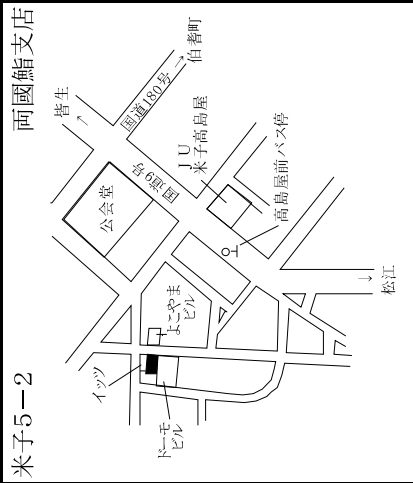 米子5−2
両國鮨支店
皆生
国道180号
伯耆町
公会堂
国道9号
JU
米子髙島屋
高島屋前バス停
よこやま
ビル
イッツ
ドーモ
ビル
松江